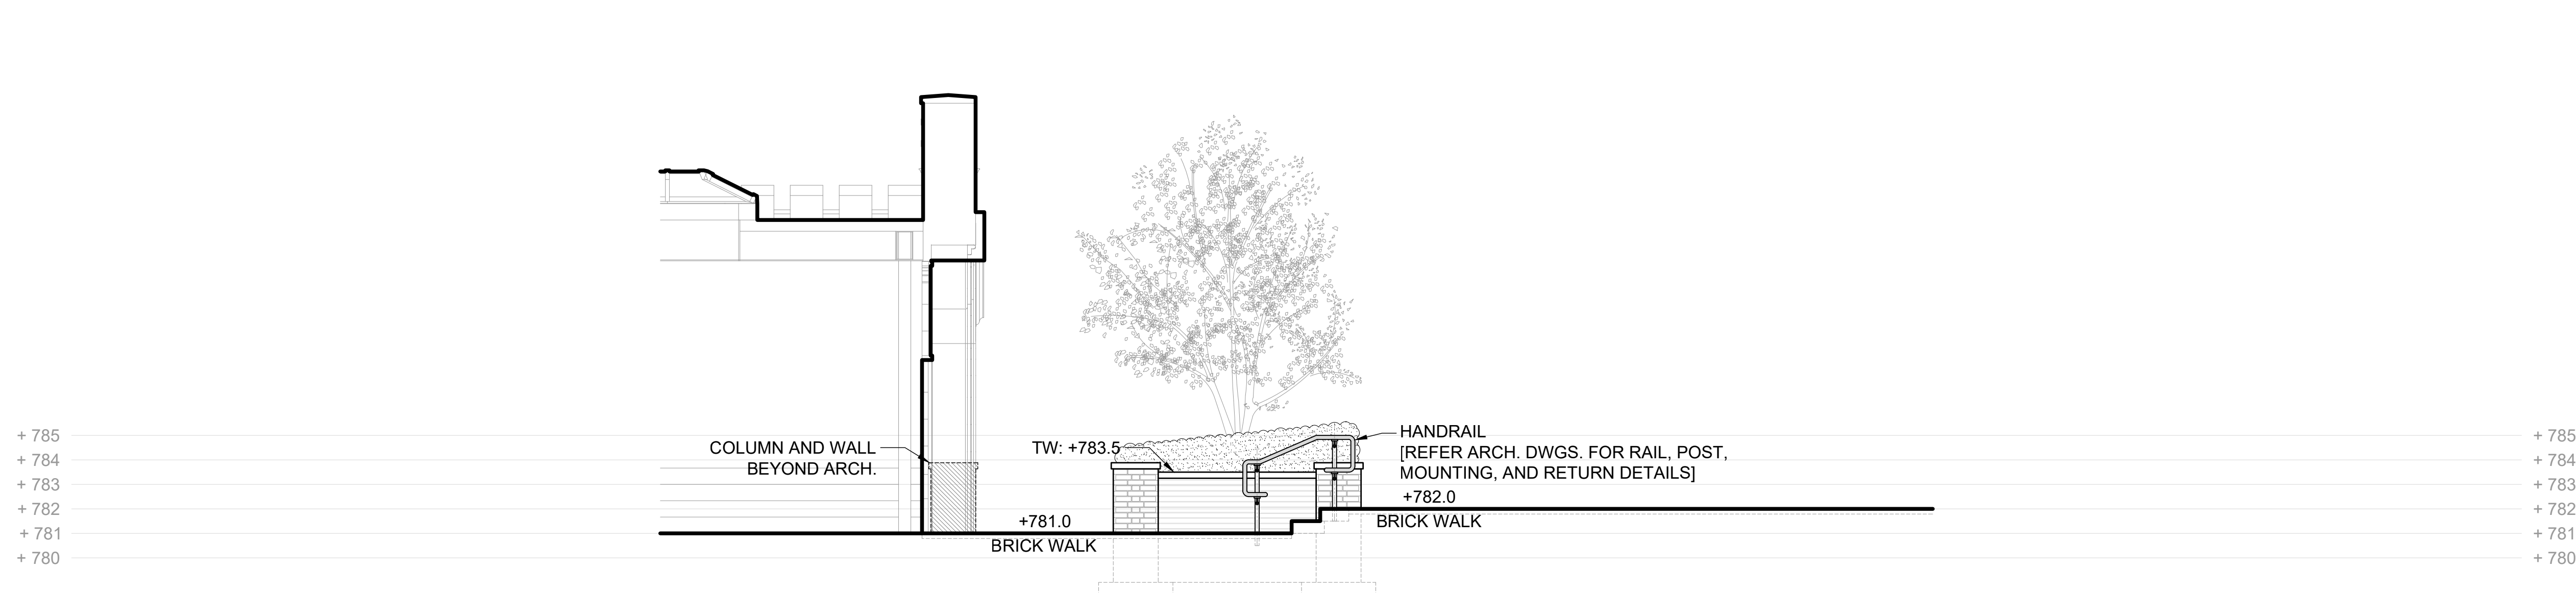 COLUMN AND WALL
BEYOND ARCH.
TW: +783.5
HANDRAIL
[REFER ARCH. DWGS. FOR RAIL, POST,
MOUNTING, AND RETURN DETAILS]
+781.0
BRICK WALK
+782.0
BRICK WALK
+ 785
+ 784
+ 783
+ 782
+ 781
+ 780
+ 785
+ 784
+ 783
+ 782
+ 781
+ 780